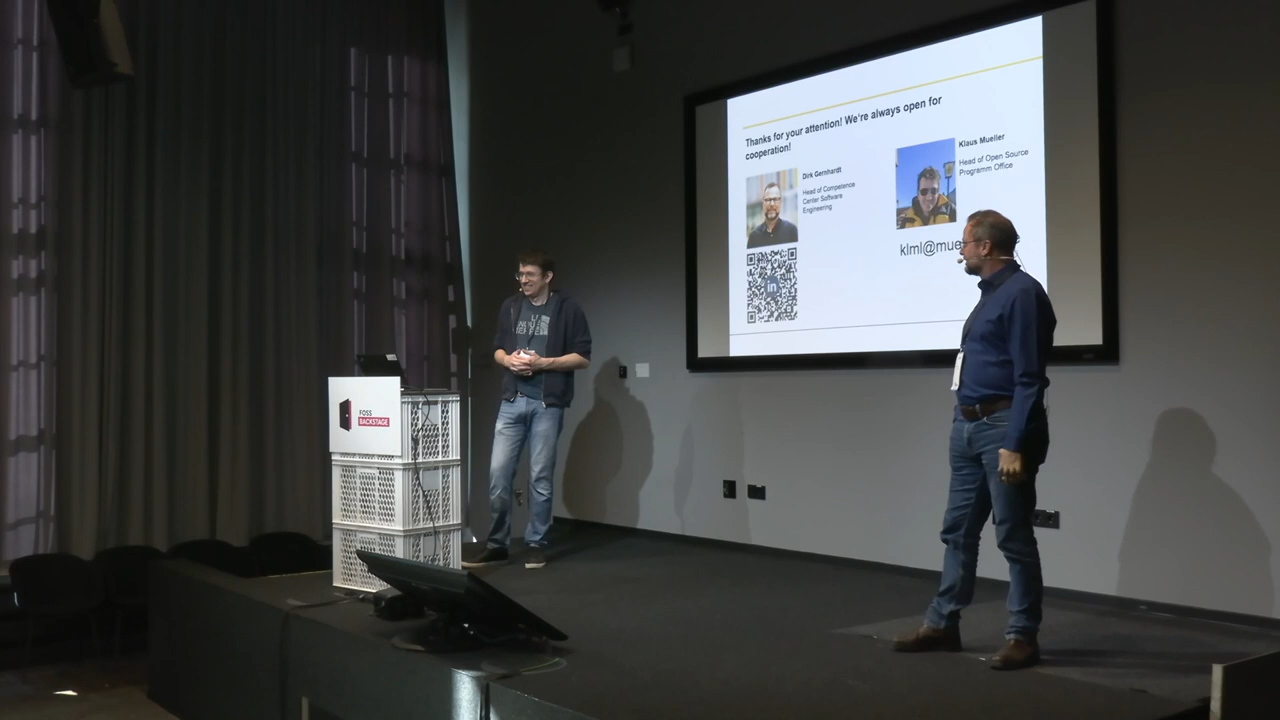 Thanks for your attention! We're always open for
cooperation!
Dirk Gernhardt
Head of Competence
Center Software
Engineering
in
Klaus Mueller
Head of Open Source
Programm Office
klml@mue
FOSS
BACKSTAGE